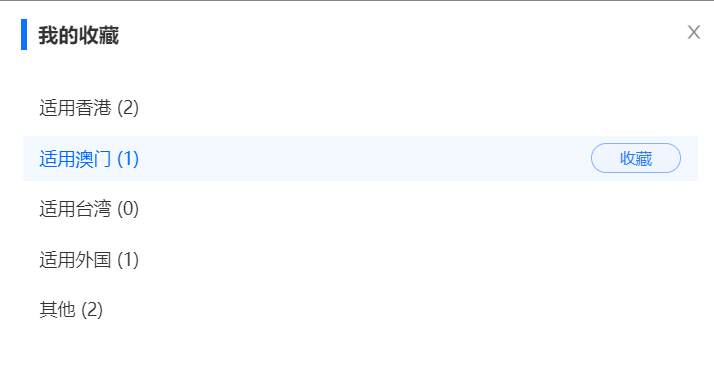 我的收藏
适用香港 (2)
适用澳门 (1) 收藏
适用台湾 (0)
适用外国 (1)
其他 (2)